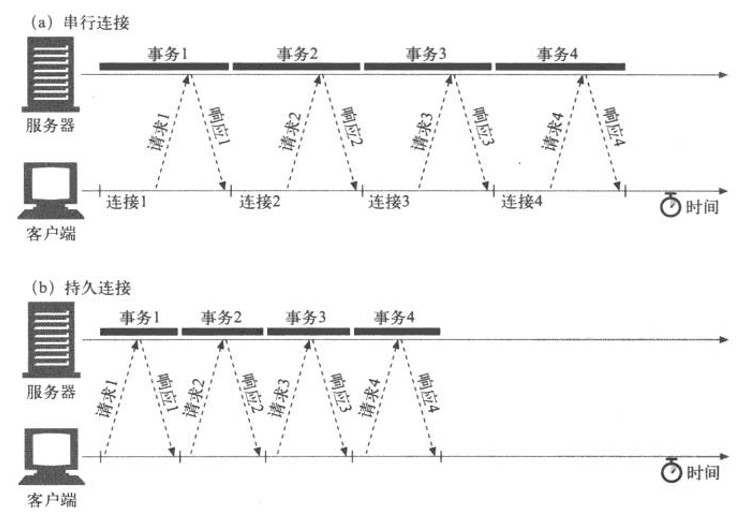 (a) 串行连接
事务1 事务2 事务3 事务4
请求1 响应1 请求2 响应2 请求3 响应3 请求4 响应4
服务器
连接1 连接2 连接3 连接4
时间
客户端
(b) 持久连接
事务1 事务2 事务3 事务4
请求1 响应1 请求2 响应2 请求3 响应3 请求4 响应4
服务器
时间
客户端